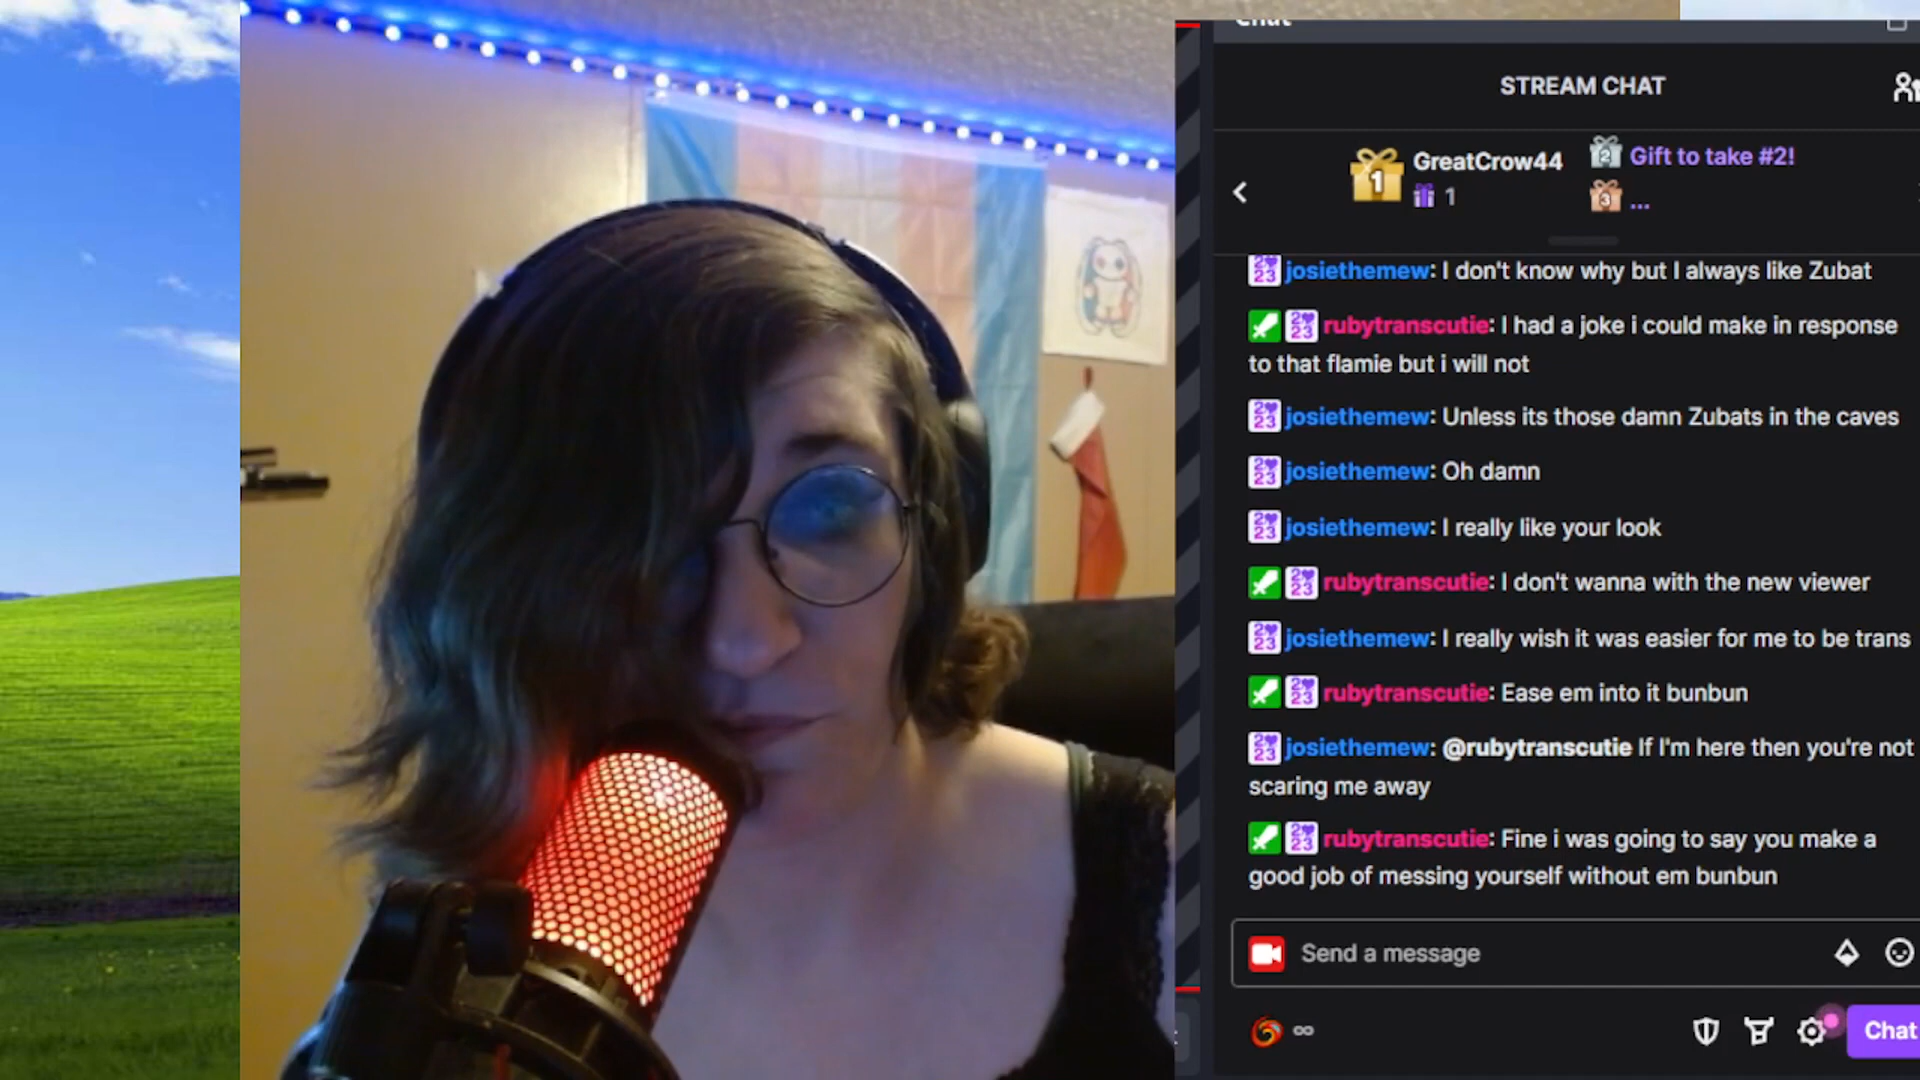 Chat
STREAM CHAT
1
GreatCrow44
1
2
Gift to take #2!
3
...
josiethemew: I don't know why but I always like Zubat
rubytranscutie: I had a joke i could make in response
to that flamie but i will not
josiethemew: Unless its those damn Zubats in the caves
josiethemew: Oh damn
josiethemew: I really like your look
rubytranscutie: I don't wanna with the new viewer
josiethemew: I really wish it was easier for me to be trans
rubytranscutie: Ease em into it bunbun
josiethemew: @rubytranscutie If I'm here then you're not
scaring me away
rubytranscutie: Fine i was going to say you make a
good job of messing yourself without em bunbun
Send a message
∞
Chat